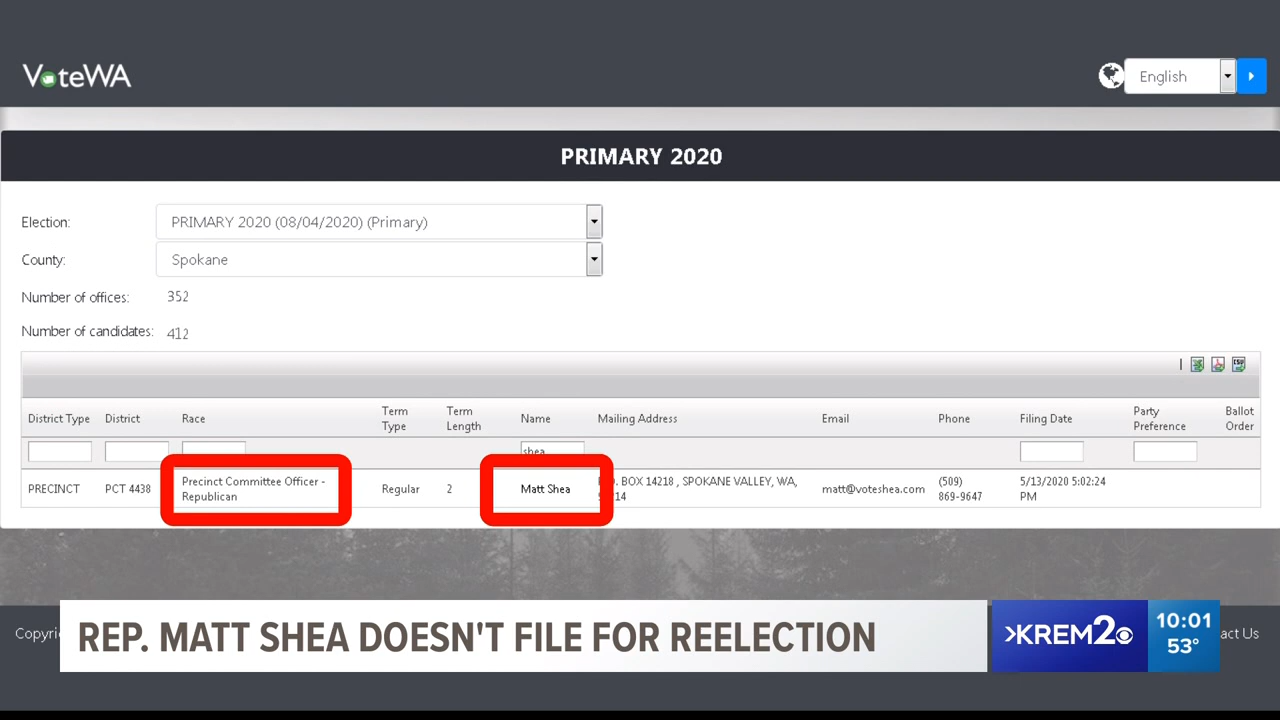 VoteWA
English
PRIMARY 2020
Election: PRIMARY 2020 (08/04/2020) (Primary)
County: Spokane
Number of offices: 352
Number of candidates: 412
District Type District Race Term Type Term Length Name Mailing Address Email Phone Filing Date Party Preference Ballot Order
shea
PRECINCT PCT 4438 Precinct Committee Officer - Republican Regular 2 Matt Shea BOX 14218 , SPOKANE VALLEY, WA, matt@voteshea.com (509) 869-9647 5/13/2020 5:02:24 PM
REP. MATT SHEA DOESN'T FILE FOR REELECTION
KREM2
10:01
53°
Us